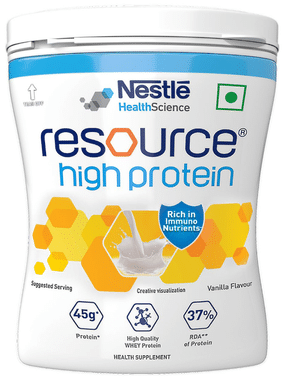 Nestlé
HealthScience
resource®
high protein
Rich in
Immuno
Nutrients
Suggested Serving
Creative visualization
Vanilla Flavour
45g*
Protein*
High Quality
WHEY Protein
37%
RDA**
of Protein
HEALTH SUPPLEMENT